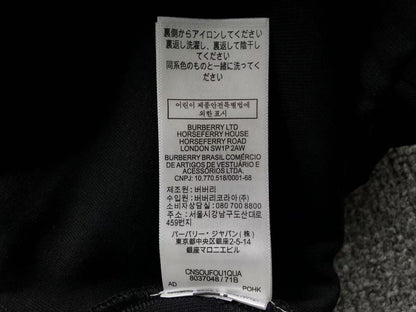 裏側からアイロンしてください
裏返し洗濯し、裏返して陰干し
てください
同系色のものと一緒に洗ってく
ださい
어린이 제품안전특별법에
의한 표시
BURBERRY LTD
HORSEFERRY HOUSE
HORSEFERRY ROAD
LONDON SW1P 2AW
BURBERRY BRASIL COMÉRCIO
DE ARTIGOS DE VESTUÁRIO E
ACESSÓRIOS LTDA.
CNPJ: 10.770.518/0001-68
제조원 : 버버리
수입원 : 버버리코리아(주)
소비자상담실: 080 700 8800
주소 : 서울시강남구도산대로
459번지
バーバリー・ジャパン(株)
東京都中央区銀座2-5-14
銀座マロニエビル
CNSOUFOU1QUA
8037048 / 71B
AD POHK